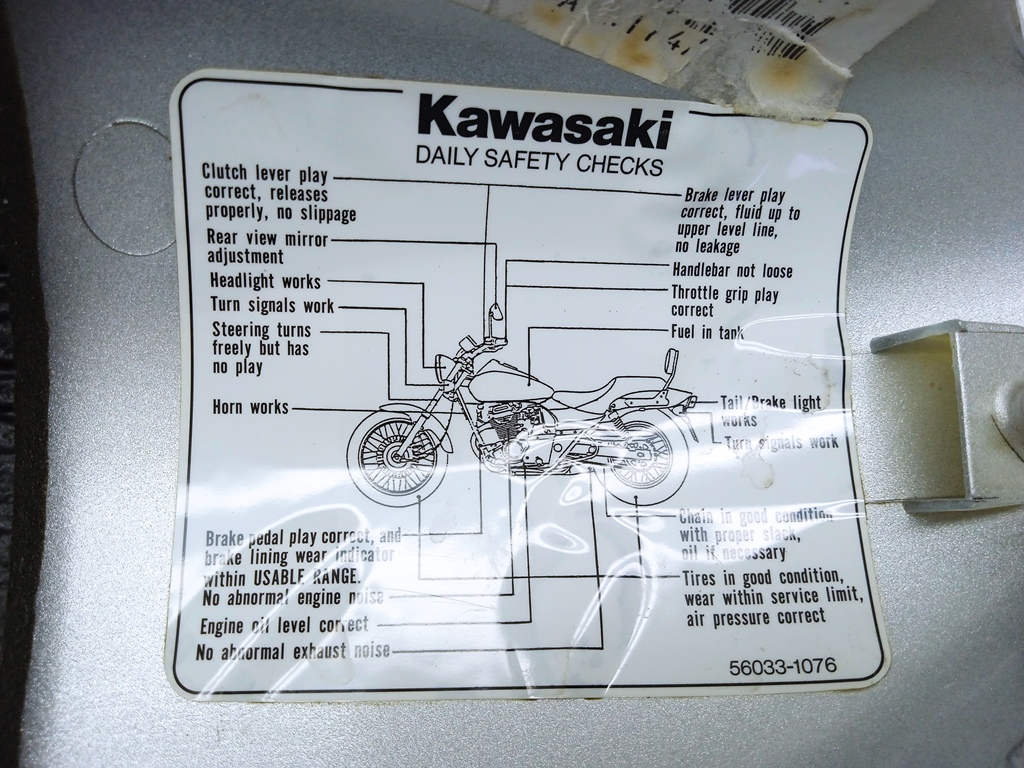 Kawasaki
DAILY SAFETY CHECKS
Clutch lever play
correct, releases
properly, no slippage
Rear view mirror
adjustment
Headlight works
Turn signals work
Steering turns
freely but has
no play
Horn works
Brake lever play
correct, fluid up to
upper level line,
no leakage
Handlebar not loose
Throttle grip play
correct
Fuel in tank
Tail/Brake light
works
Turn signals work
Brake pedal play correct, and
brake lining wear indicator
within USABLE RANGE.
No abnormal engine noise
Engine oil level correct
No abnormal exhaust noise
Chain in good condition
with proper slack,
oil if necessary
Tires in good condition,
wear within service limit,
air pressure correct
56033-1076